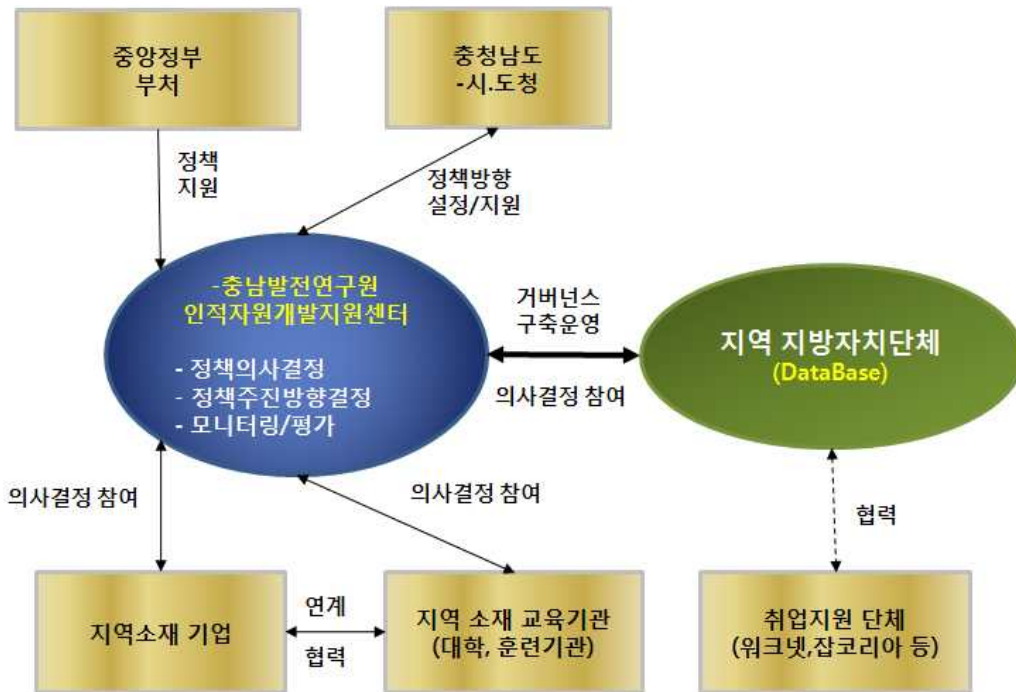 중앙정부
부처
충청남도
-시.도청
정책
지원
정책방향
설정/지원
-충남발전연구원
인적자원개발지원센터
- 정책의사결정
- 정책주진방향결정
- 모니터링/평가
거버넌스
구축운영
의사결정 참여
지역 지방자치단체
(DataBase)
의사결정 참여
의사결정 참여
협력
지역소재 기업
연계
협력
지역 소재 교육기관
(대학, 훈련기관)
취업지원 단체
(워크넷,잡코리아 등)